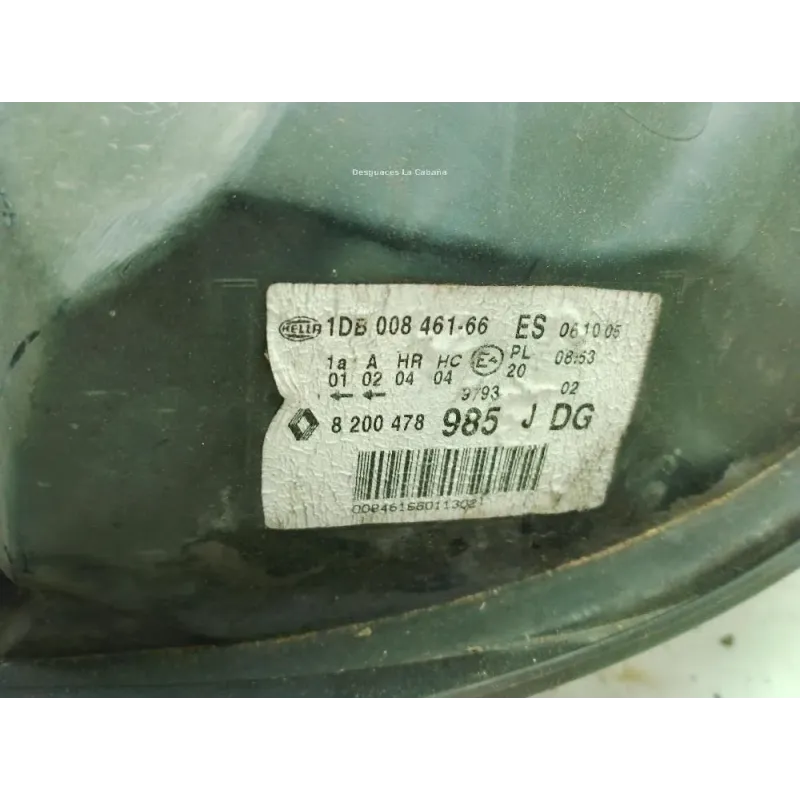 Desguaces La Cabana
HELLA 1DB 008 461-66 ES 06.10.05
1a A HR HC E4 PL 08:53
01 02 04 04 20
← ← 9793 02
8 200 478 985 J DG